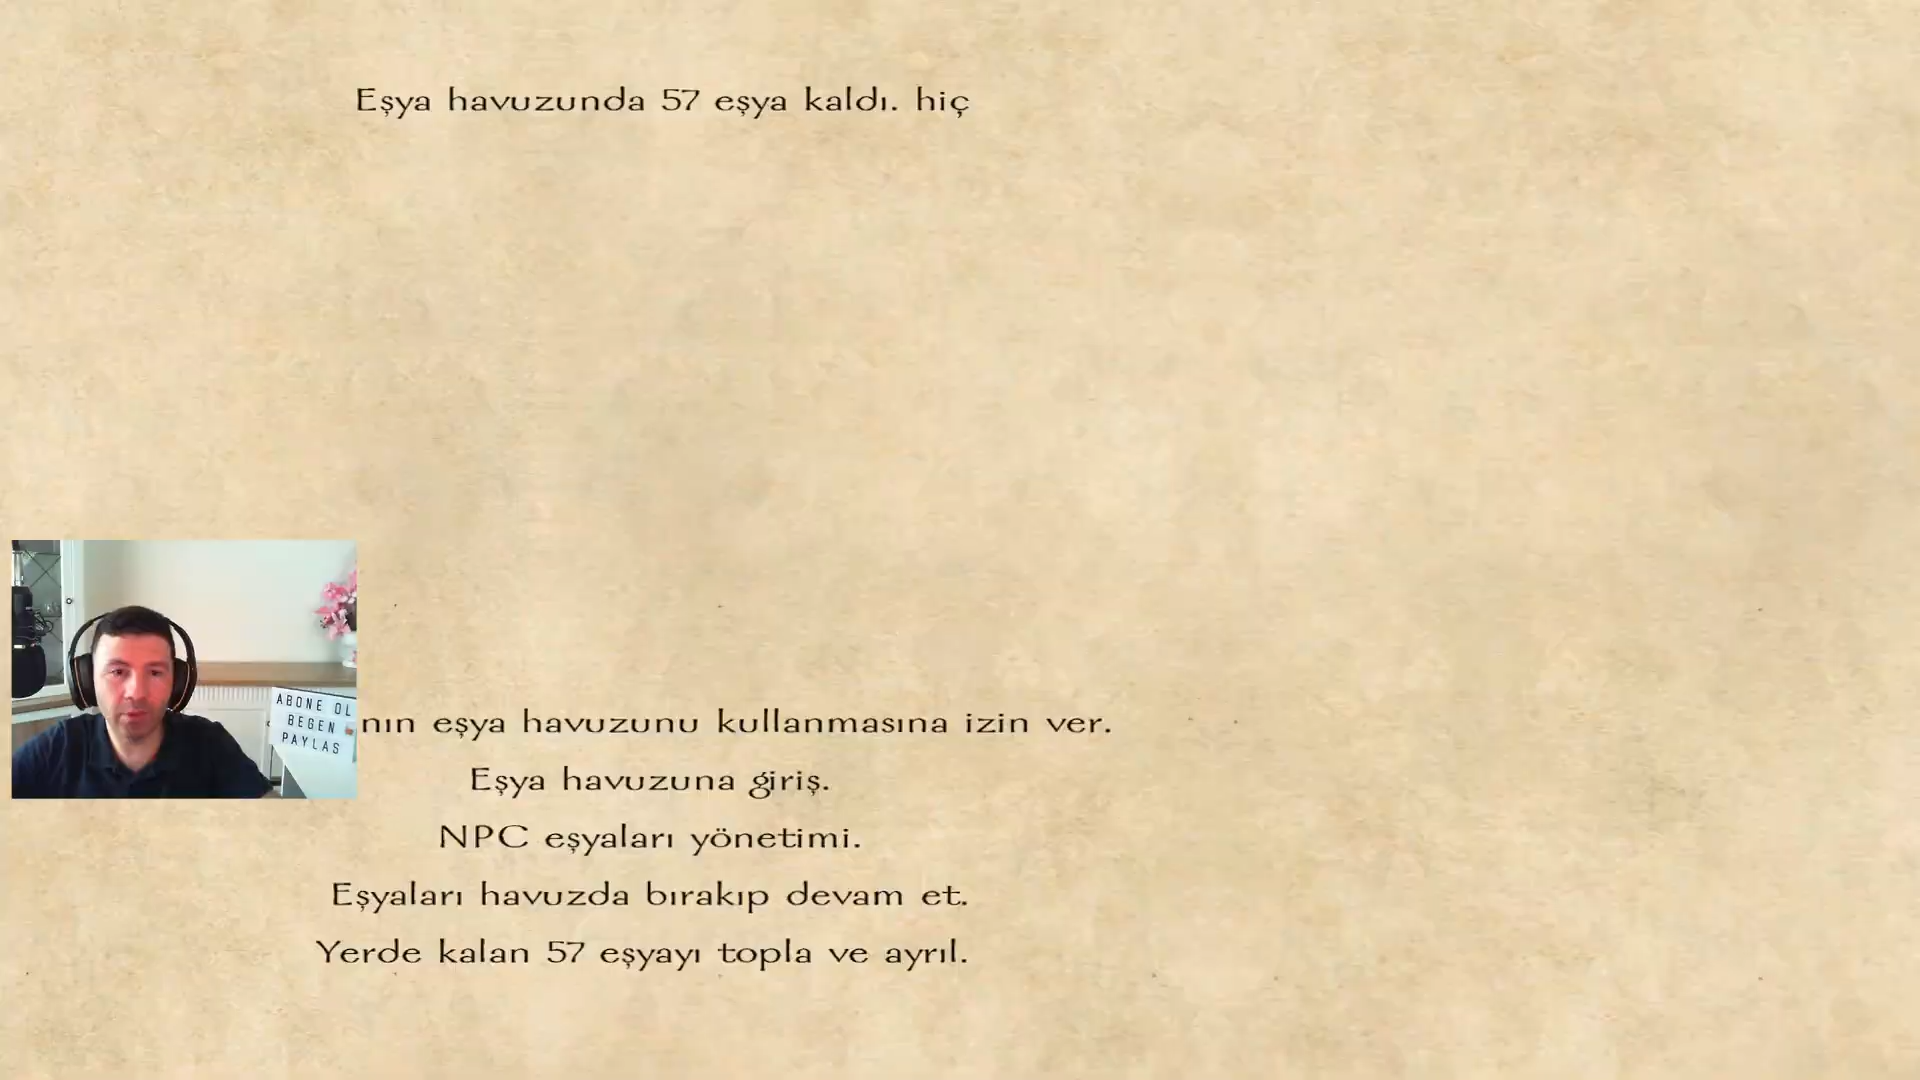 Eşya havuzunda 57 eşya kaldı. hiç
ABONE OL
BEGEN
PAYLAS
nın eşya havuzunu kullanmasına izin ver.
Eşya havuzuna giriş.
NPC eşyaları yönetimi.
Eşyaları havuzda bırakıp devam et.
Yerde kalan 57 eşyayı topla ve ayrıl.